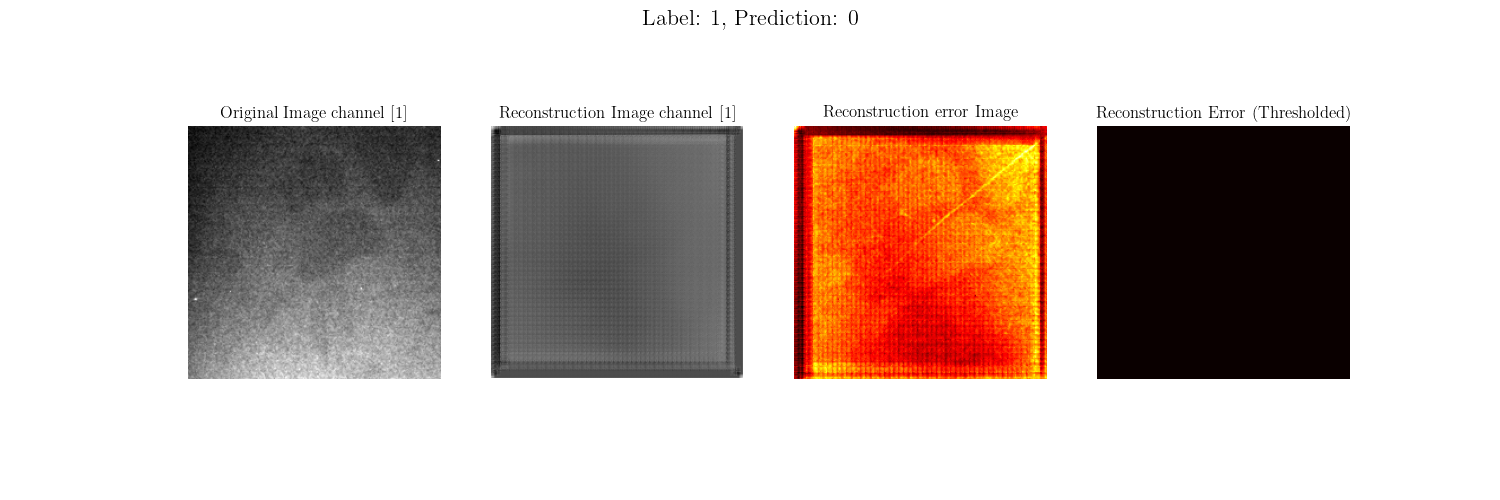 Label: 1, Prediction: 0
Original Image channel [1]
Reconstruction Image channel [1]
Reconstruction error Image
Reconstruction Error (Thresholded)